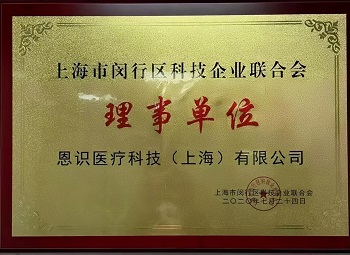 上海市闵行区科技企业联合会
理事单位
恩识医疗科技（上海）有限公司
上海市闵行区科技企业联合会
二〇二〇年七月二十四日